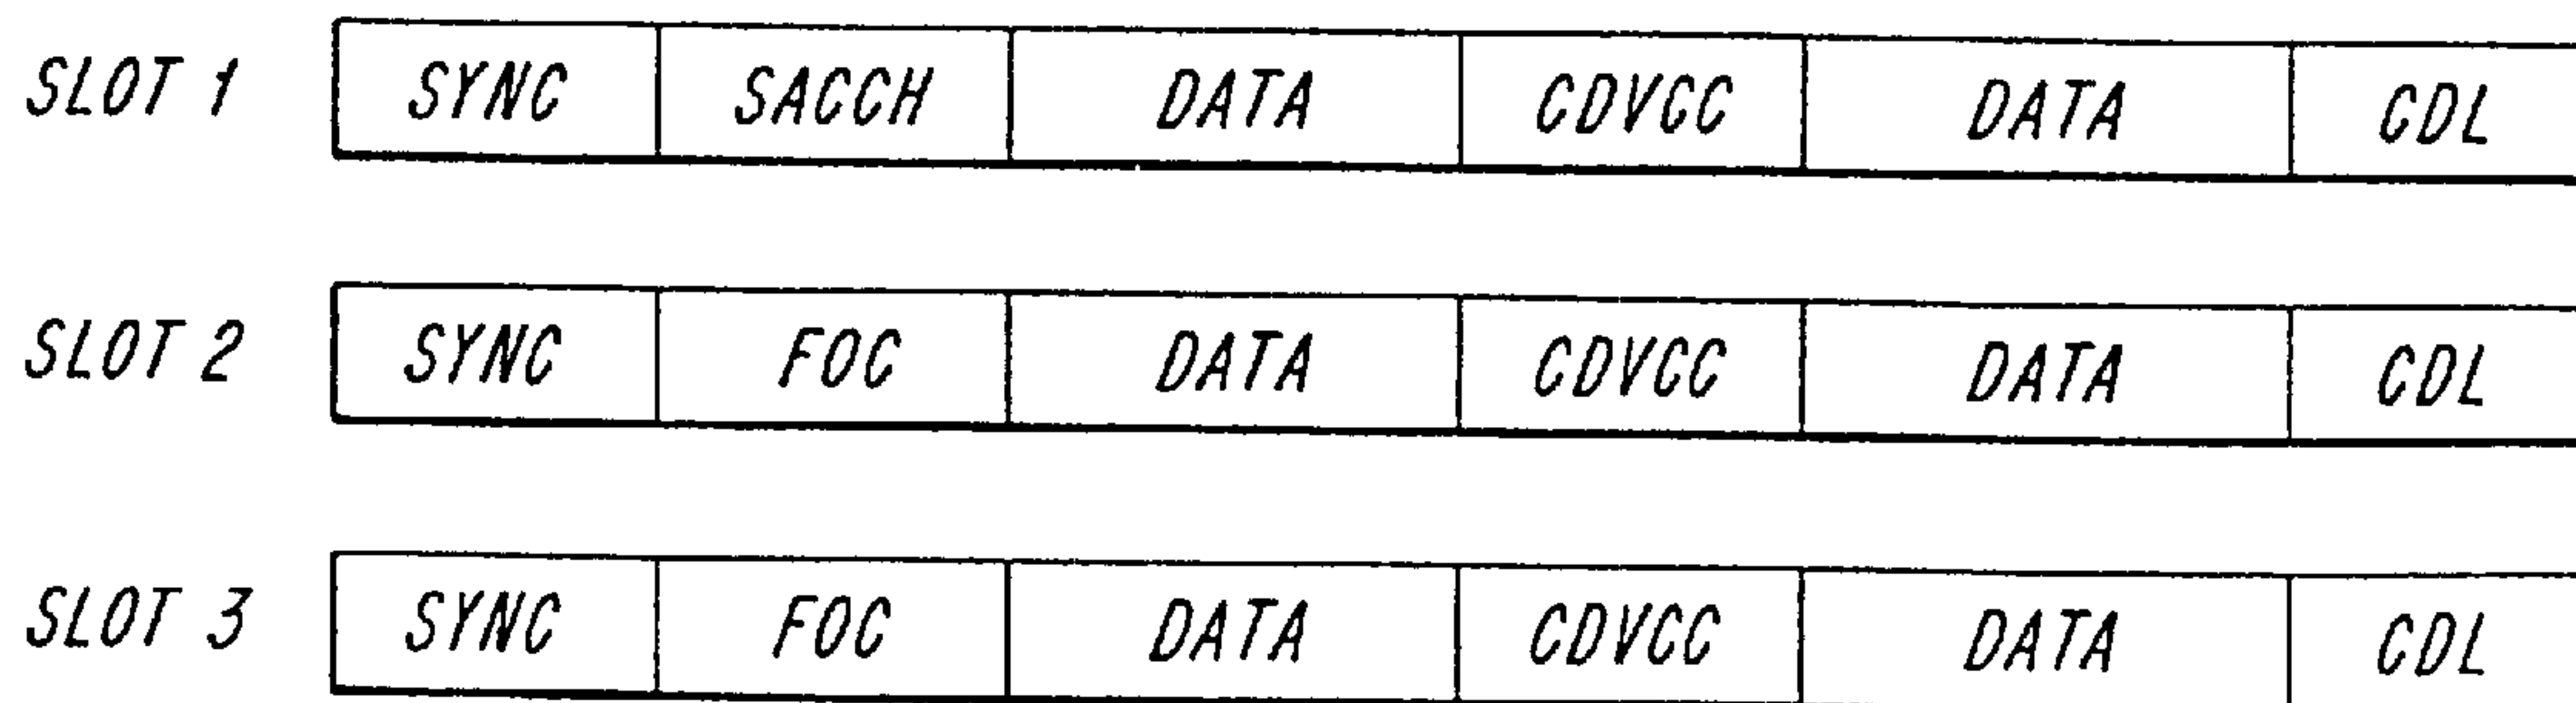 SLOT 1 SYNC SACCH DATA CDVCC DATA CDL
SLOT 2 SYNC FOC DATA CDVCC DATA CDL
SLOT 3 SYNC FOC DATA CDVCC DATA CDL